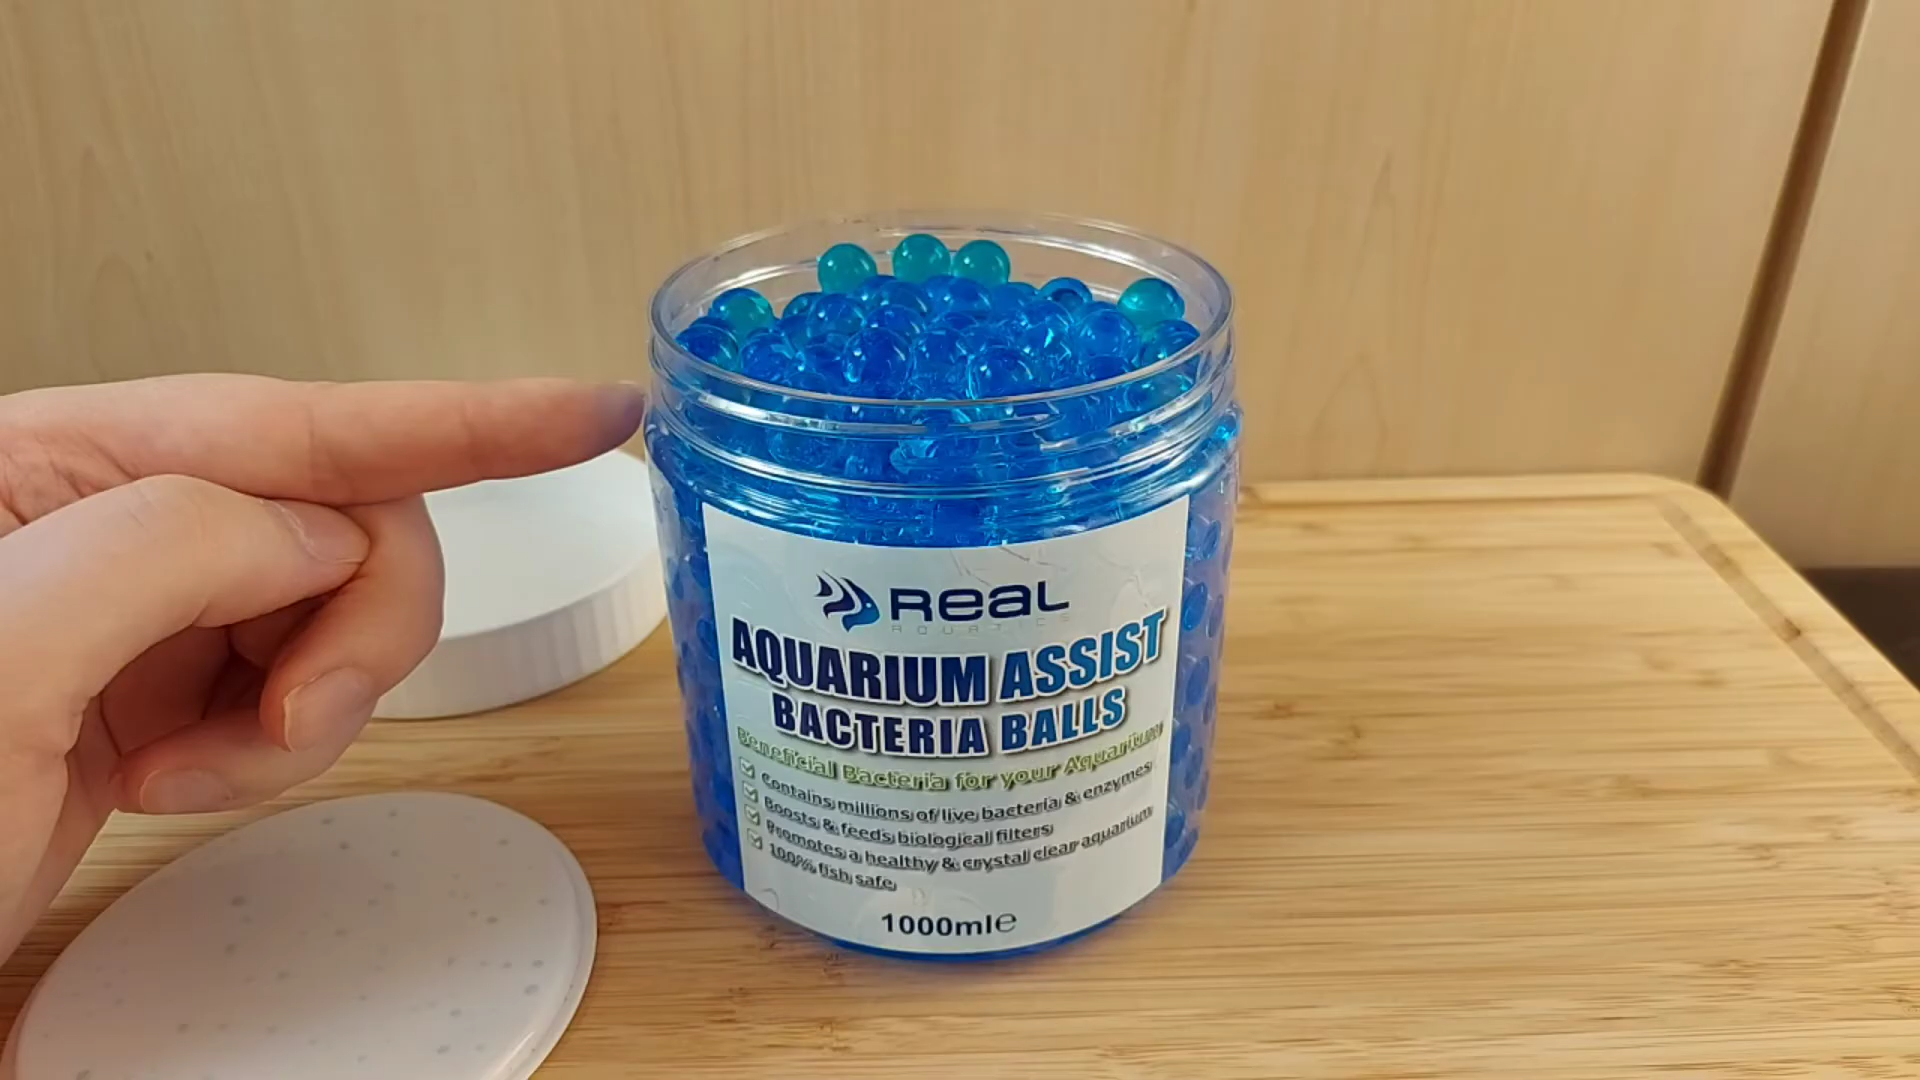 REAL
AQUATICS
AQUARIUM ASSIST
BACTERIA BALLS
Beneficial Bacteria for your Aquarium
Contains millions of live bacteria & enzymes
Boosts & feeds biological filters
Promotes a healthy & crystal clear aquarium
100% fish safe
1000ml℮